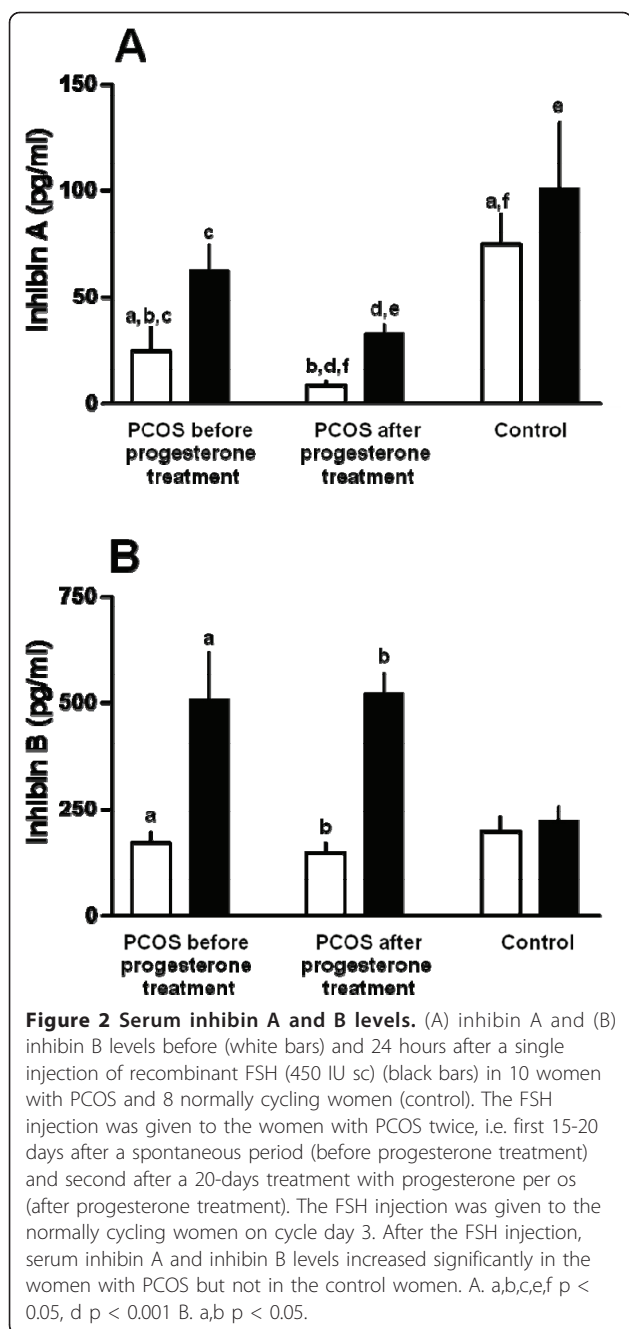 A
Inhibin A (pg/ml)
150
100
50
0
a,b,c
c
b,d,f
d,e
a,f
e
PCOS before
progesterone
treatment
PCOS after
progesterone
treatment
Control
B
Inhibin B (pg/ml)
750
500
250
0
a
a
b
b
PCOS before
progesterone
treatment
PCOS after
progesterone
treatment
Control
Figure 2 Serum inhibin A and B levels. (A) inhibin A and (B)
inhibin B levels before (white bars) and 24 hours after a single
injection of recombinant FSH (450 IU sc) (black bars) in 10 women
with PCOS and 8 normally cycling women (control). The FSH
injection was given to the women with PCOS twice, i.e. first 15-20
days after a spontaneous period (before progesterone treatment)
and second after a 20-days treatment with progesterone per os
(after progesterone treatment). The FSH injection was given to the
normally cycling women on cycle day 3. After the FSH injection,
serum inhibin A and inhibin B levels increased significantly in the
women with PCOS but not in the control women. A. a,b,c,e,f p <
0.05, d p < 0.001 B. a,b p < 0.05.